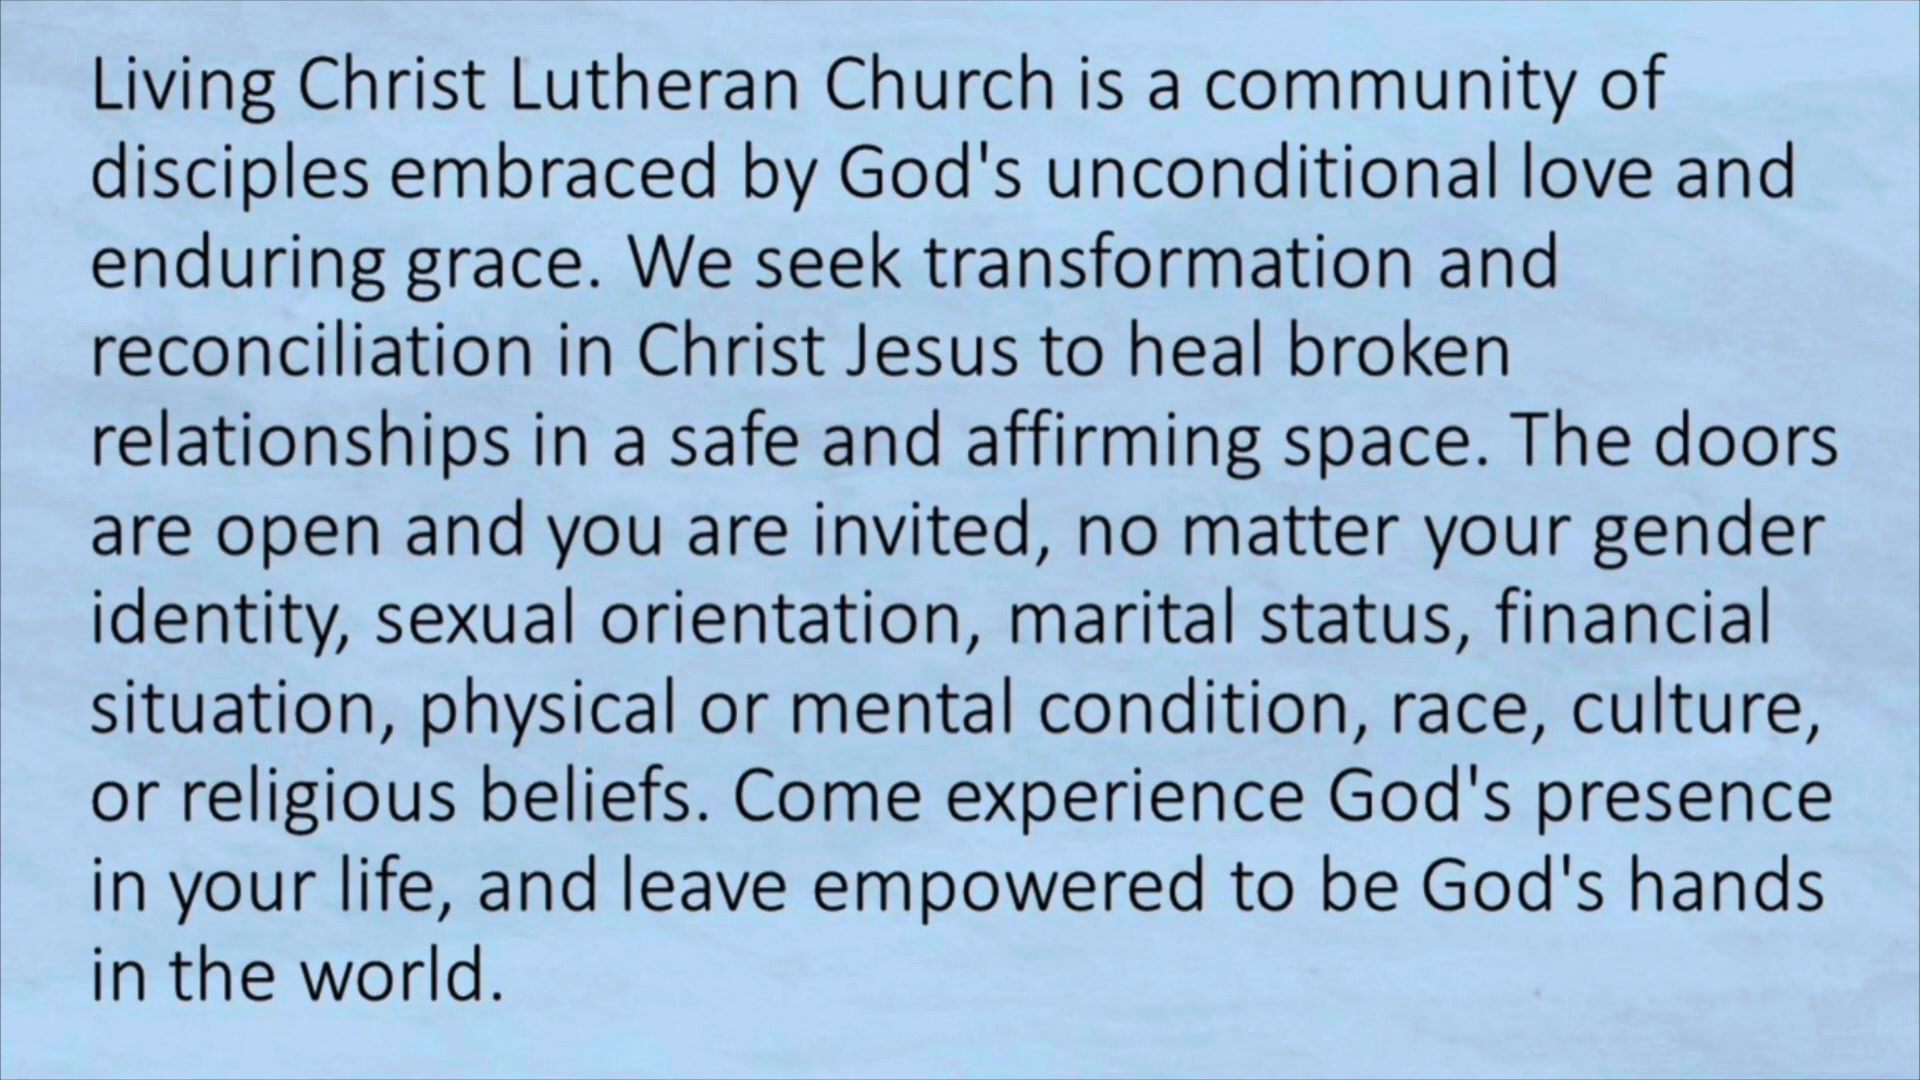 Living Christ Lutheran Church is a community of
disciples embraced by God's unconditional love and
enduring grace. We seek transformation and
reconciliation in Christ Jesus to heal broken
relationships in a safe and affirming space. The doors
are open and you are invited, no matter your gender
identity, sexual orientation, marital status, financial
situation, physical or mental condition, race, culture,
or religious beliefs. Come experience God's presence
in your life, and leave empowered to be God's hands
in the world.